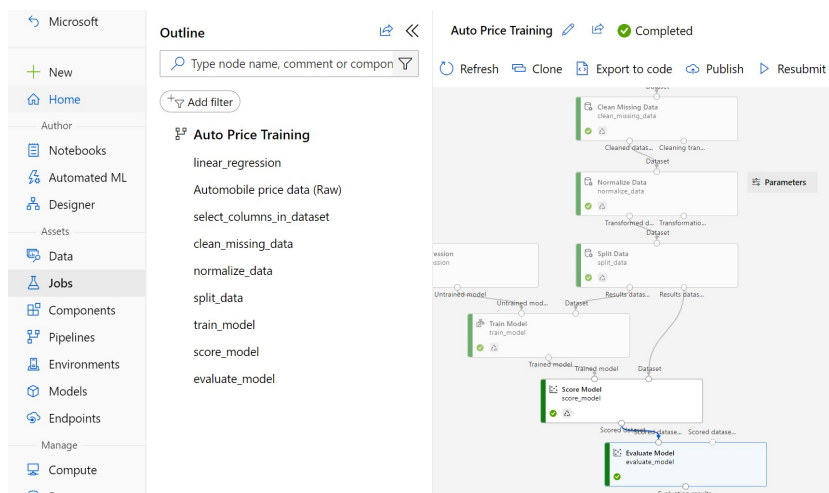 Microsoft
New
Home
Author
Notebooks
Automated ML
Designer
Assets
Data
Jobs
Components
Pipelines
Environments
Models
Endpoints
Manage
Compute
Outline
Type node name, comment or compon
Add filter
Auto Price Training
linear_regression
Automobile price data (Raw)
select_columns_in_dataset
clean_missing_data
normalize_data
split_data
train_model
score_model
evaluate_model
Auto Price Training Completed
Refresh Clone Export to code Publish Resubmit
Dataset
Clean Missing Data
clean_missing_data
Cleaned datas... Cleaning tran...
Dataset
Normalize Data
normalize_data
Parameters
Transformed d... Transformatio...
Dataset
Split Data
split_data
ression
ession
Untrained model
Results datas... Results datas...
Untrained mod... Dataset
Train Model
train_model
Trained model
Trained model Dataset
Score Model
score_model
Scored dataset
Scored datase... Scored datase...
Evaluate Model
evaluate_model